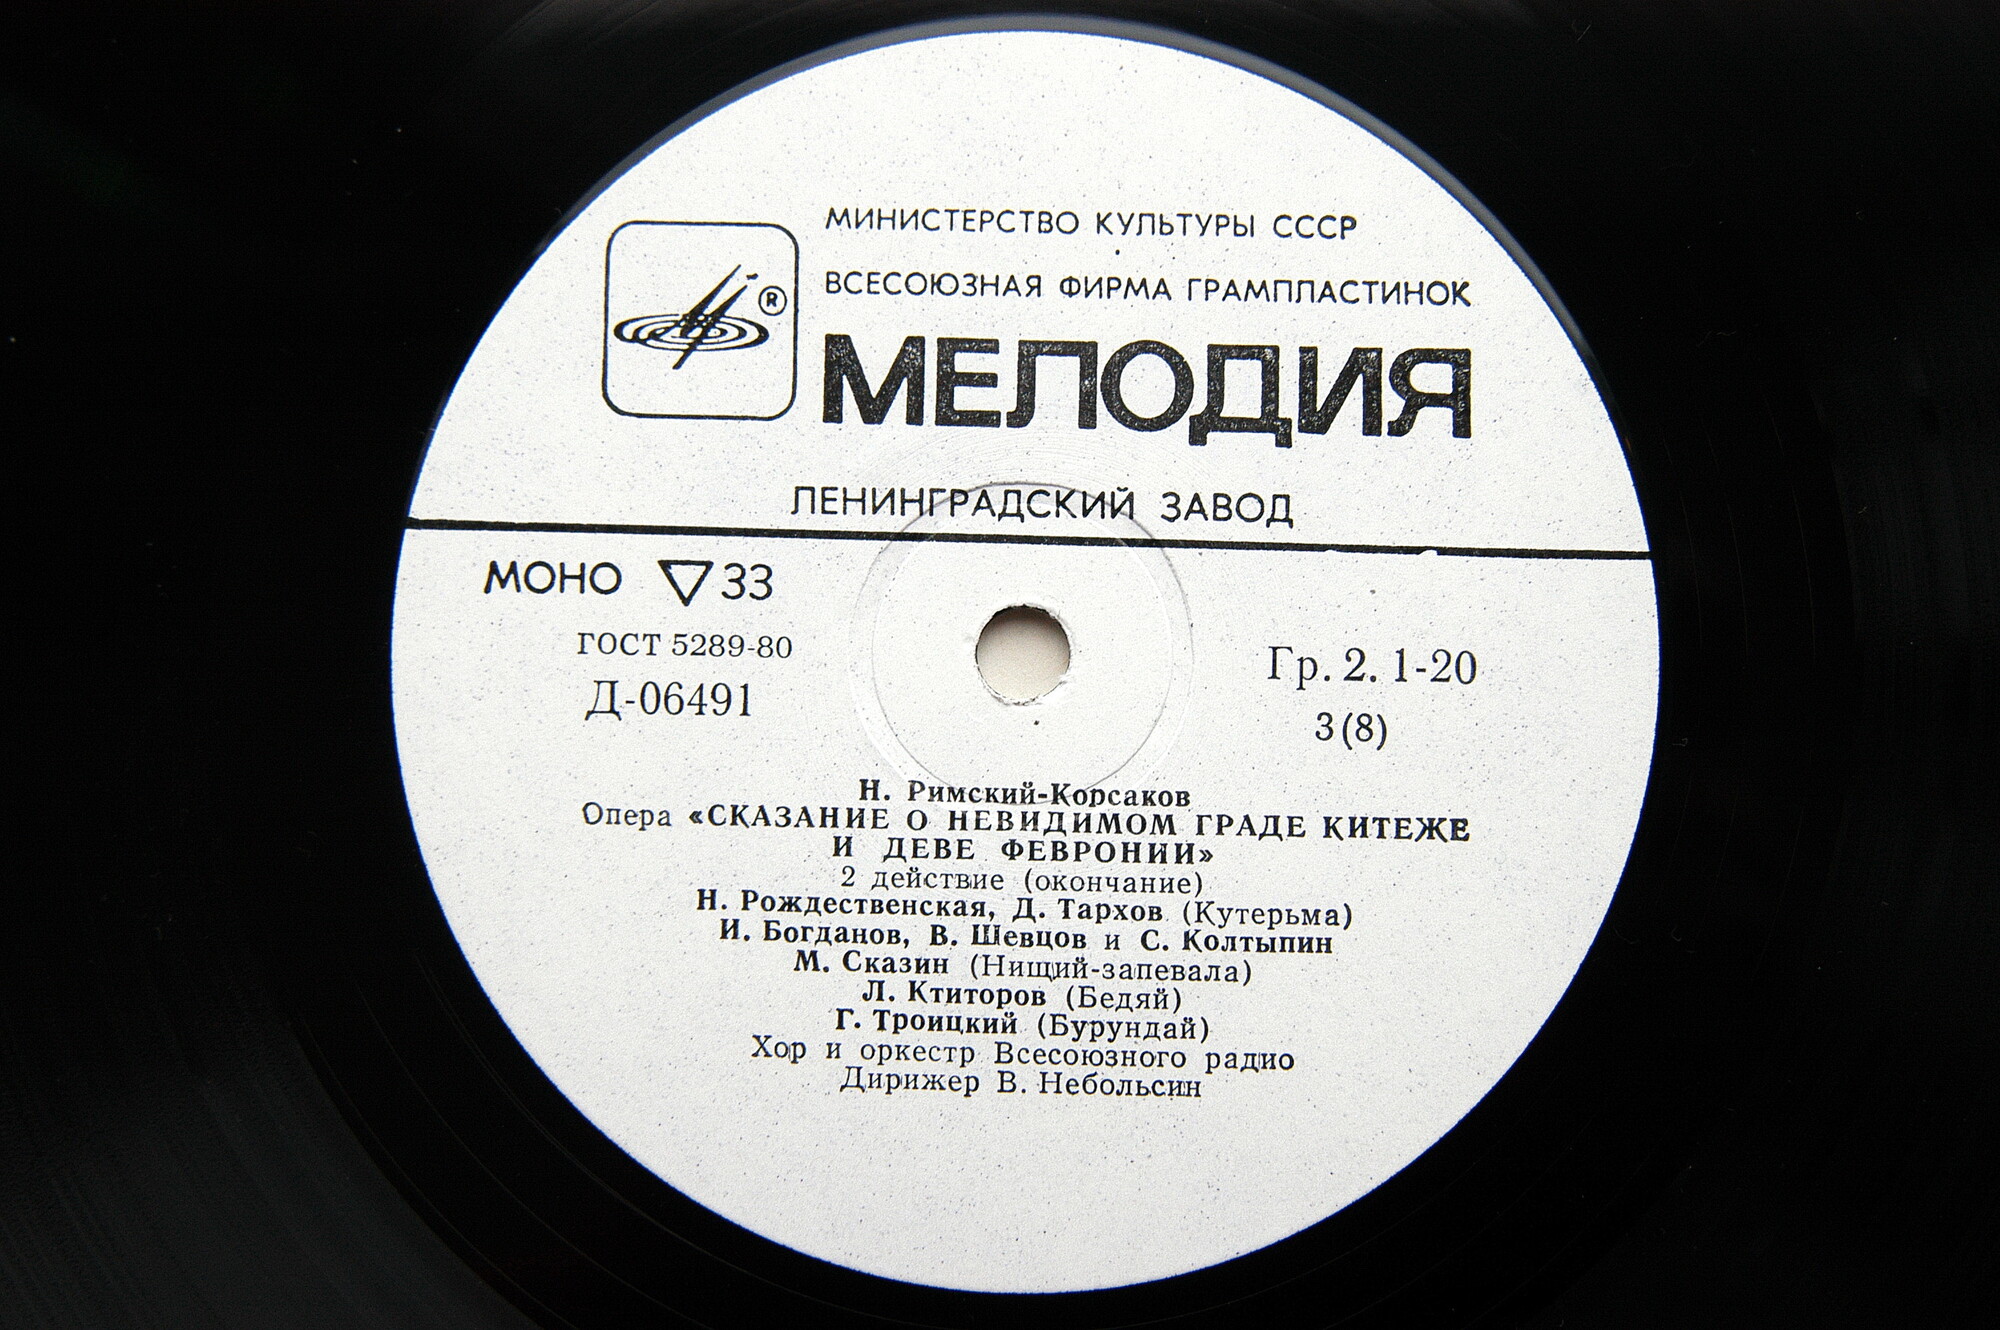 МИНИСТЕРСТВО КУЛЬТУРЫ СССР
ВСЕСОЮЗНАЯ ФИРМА ГРАМПЛАСТИНОК
®
МЕЛОДИЯ
ЛЕНИНГРАДСКИЙ ЗАВОД
МОНО ▽33
ГОСТ 5289-80
Д-06491
Гр. 2. 1-20
3(8)
Н. Римский-Корсаков
Опера «СКАЗАНИЕ О НЕВИДИМОМ ГРАДЕ КИТЕЖЕ
И ДЕВЕ ФЕВРОНИИ»
2 действие (окончание)
Н. Рождественская, Д. Тархов (Кутерьма)
И. Богданов, В. Шевцов и С. Колтыпин
М. Сказин (Нищий-запевала)
Л. Ктиторов (Бедяй)
Г. Троицкий (Бурундай)
Хор и оркестр Всесоюзного радио
Дирижер В. Небольсин